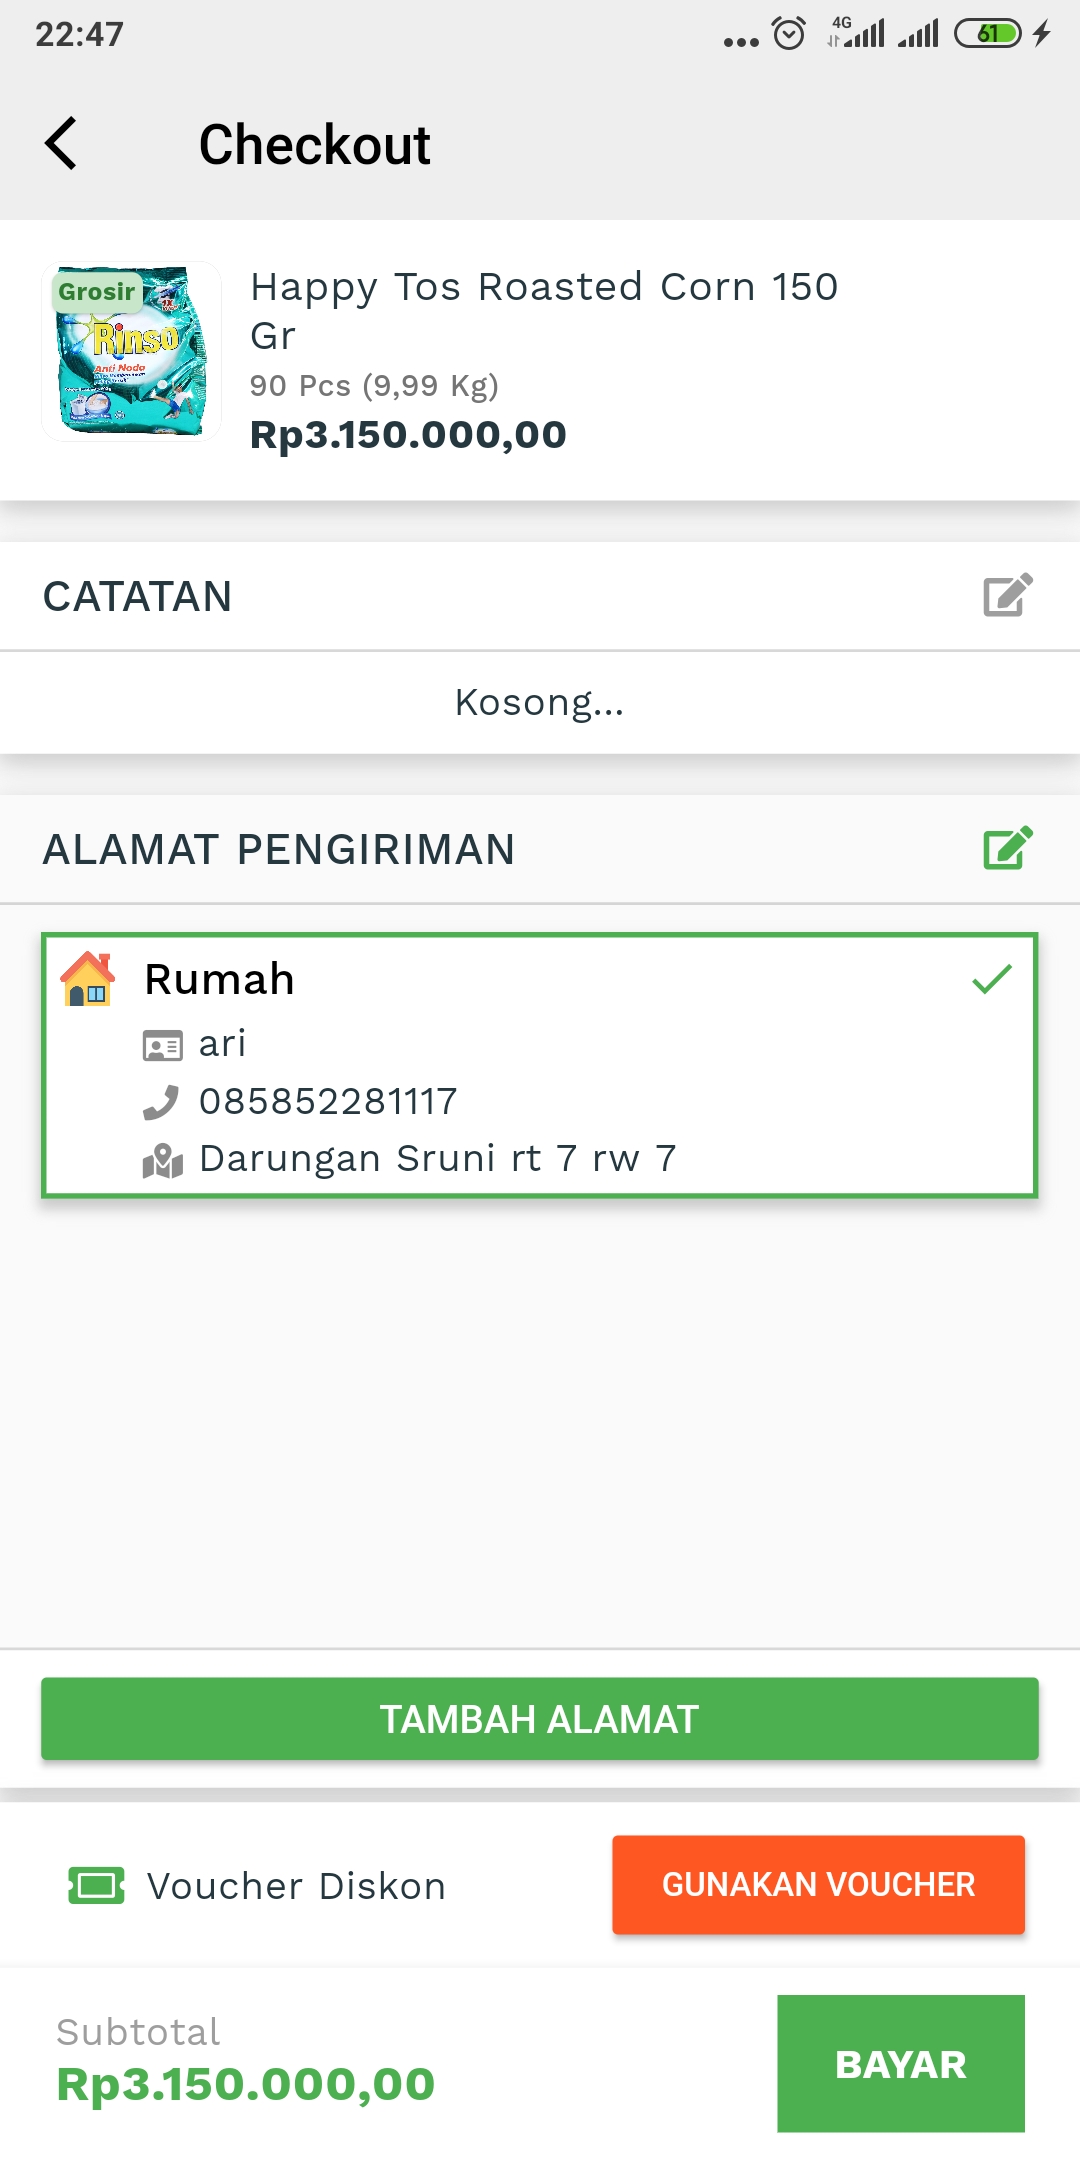 22:47
4G
61
Checkout
Grosir
Rinso
Anti Noda
Happy Tos Roasted Corn 150
Gr
90 Pcs (9,99 Kg)
Rp3.150.000,00
CATATAN
Kosong...
ALAMAT PENGIRIMAN
Rumah
ari
085852281117
Darungan Sruni rt 7 rw 7
TAMBAH ALAMAT
Voucher Diskon
GUNAKAN VOUCHER
Subtotal
Rp3.150.000,00
BAYAR